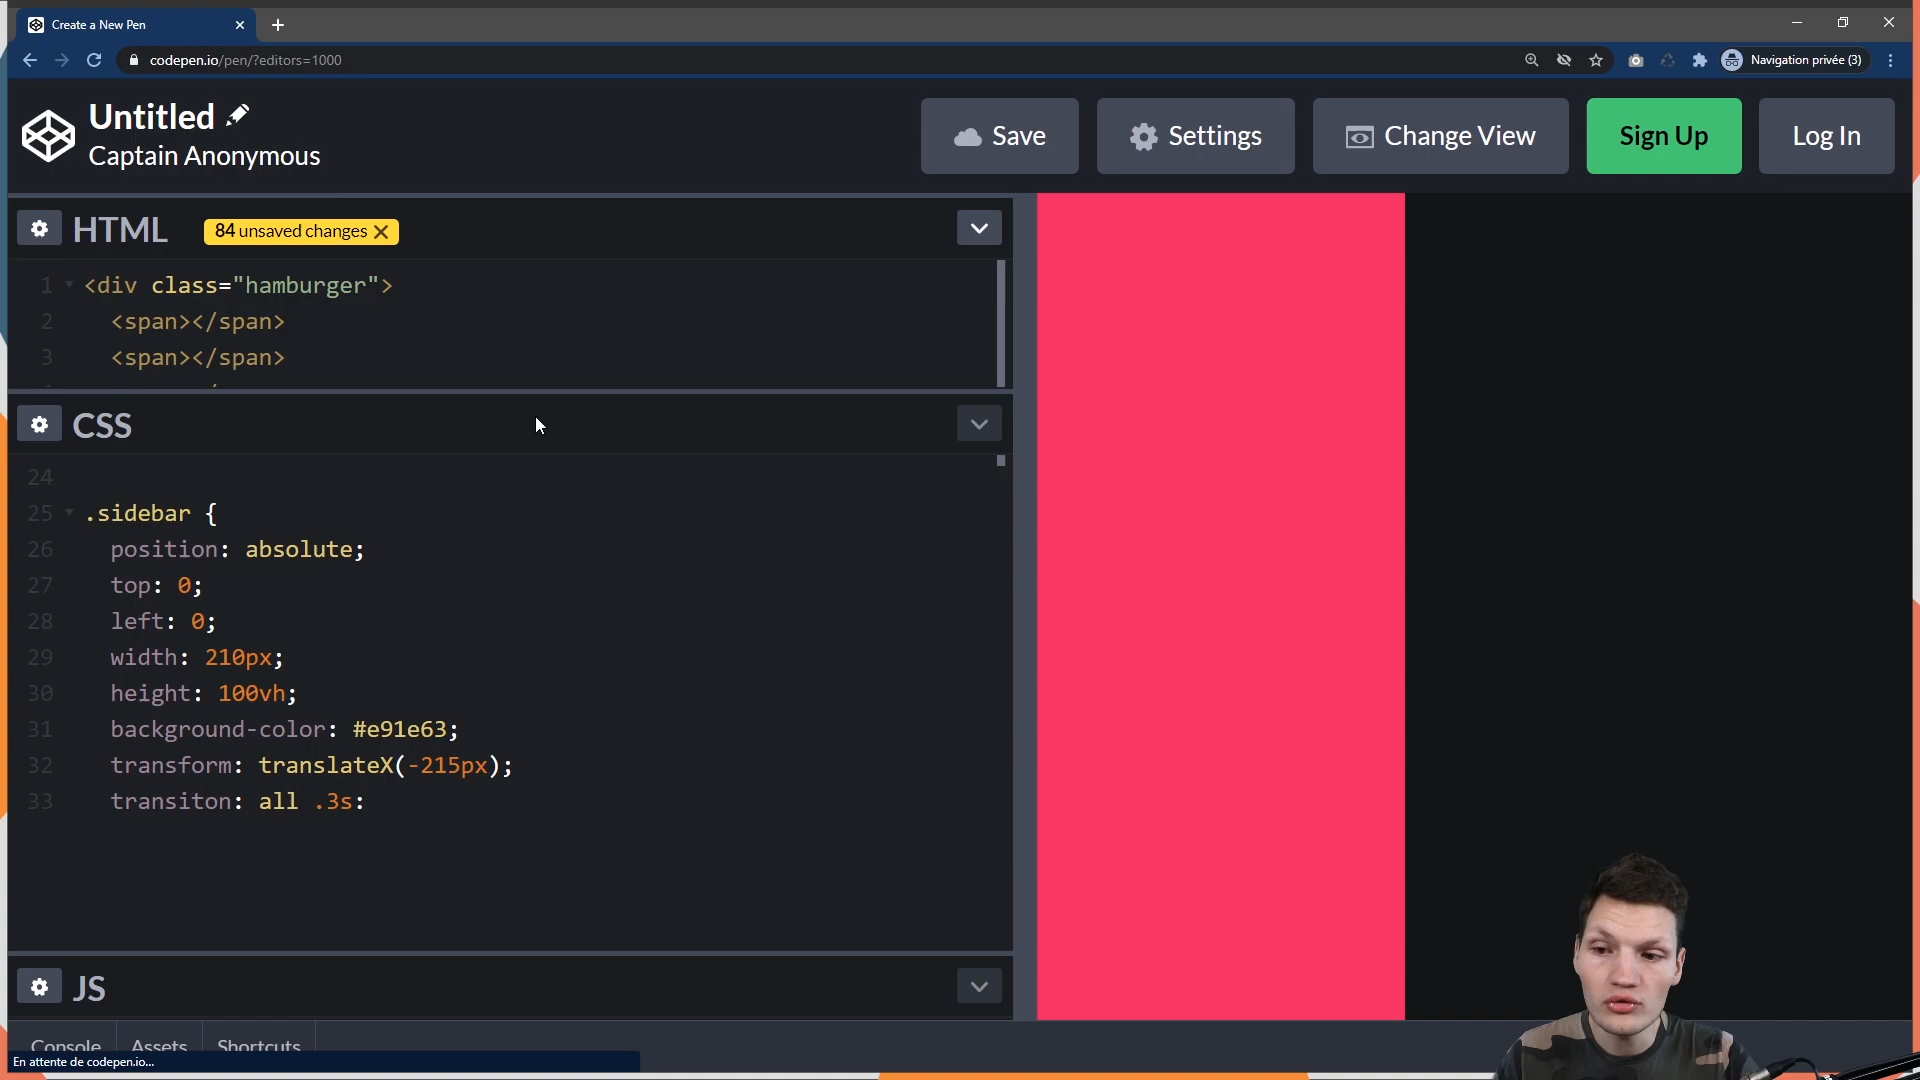 Create a New Pen
codepen.io/pen/?editors=1000
Navigation privée (3)
Untitled
Captain Anonymous
Save
Settings
Change View
Sign Up
Log In
HTML
84 unsaved changes
1 <div class="hamburger">
2 <span></span>
3 <span></span>
CSS
24
25 .sidebar {
26 position: absolute;
27 top: 0;
28 left: 0;
29 width: 210px;
30 height: 100vh;
31 background-color: #e91e63;
32 transform: translateX(-215px);
33 transiton: all .3s:
JS
Console
Assets
Shortcuts
En attente de codepen.io...